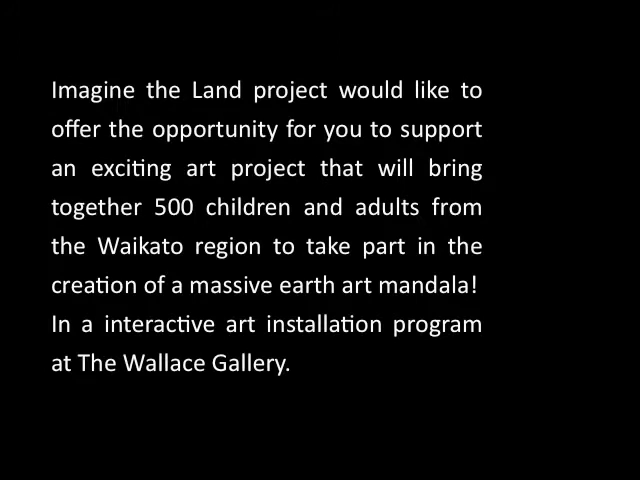 Imagine the Land project would like to
offer the opportunity for you to support
an exciting art project that will bring
together 500 children and adults from
the Waikato region to take part in the
creation of a massive earth art mandala!
In a interactive art installation program
at The Wallace Gallery.